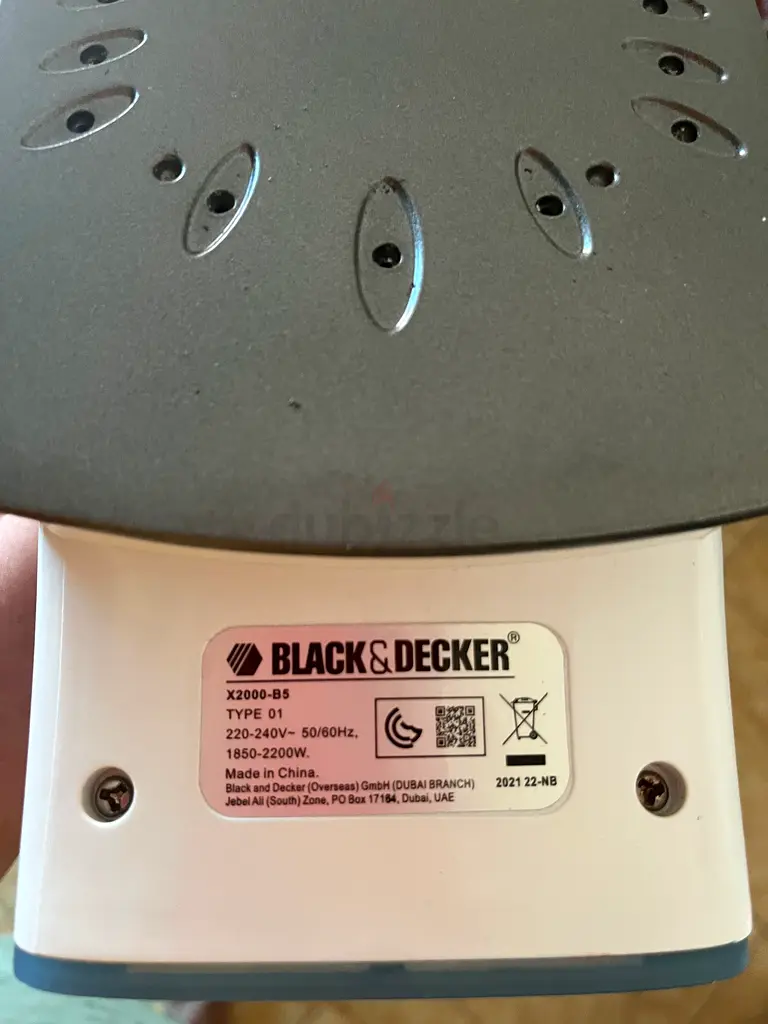 dubizzle
BLACK&DECKER®
X2000-B5
TYPE 01
220-240V~ 50/60Hz,
1850-2200W.
Made in China.
Black and Decker (Overseas) GmbH (DUBAI BRANCH)
Jebel Ali (South) Zone, PO Box 17164, Dubai, UAE
2021 22-NB